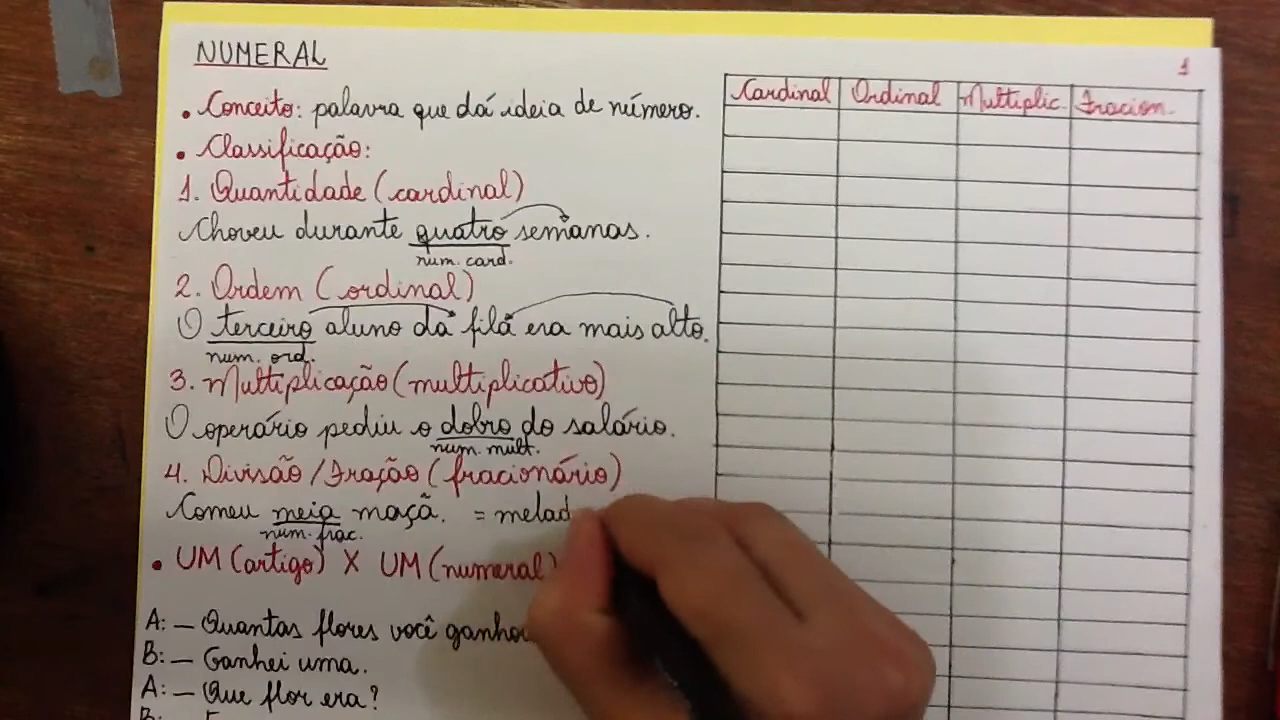 NUMERAL
1
• Conceito: palavra que dá ideia de número.
• Classificação:
1. Quantidade (cardinal)
Choveu durante quatro semanas.
num. card.
2. Ordem (ordinal)
O terceiro aluno da fila era mais alto.
num. ord.
3. Multiplicação (multiplicativo)
O operário pediu o dobro do salário.
num. mult.
4. Divisão/Fração (fracionário)
Comeu meia maçã. = metad
num. frac.
• UM (artigo) X UM (numeral)
A: — Quantas flores você ganhou
B: — Ganhei uma.
A: — Que flor era?
B:
Cardinal Ordinal Multiplic. Fracion.